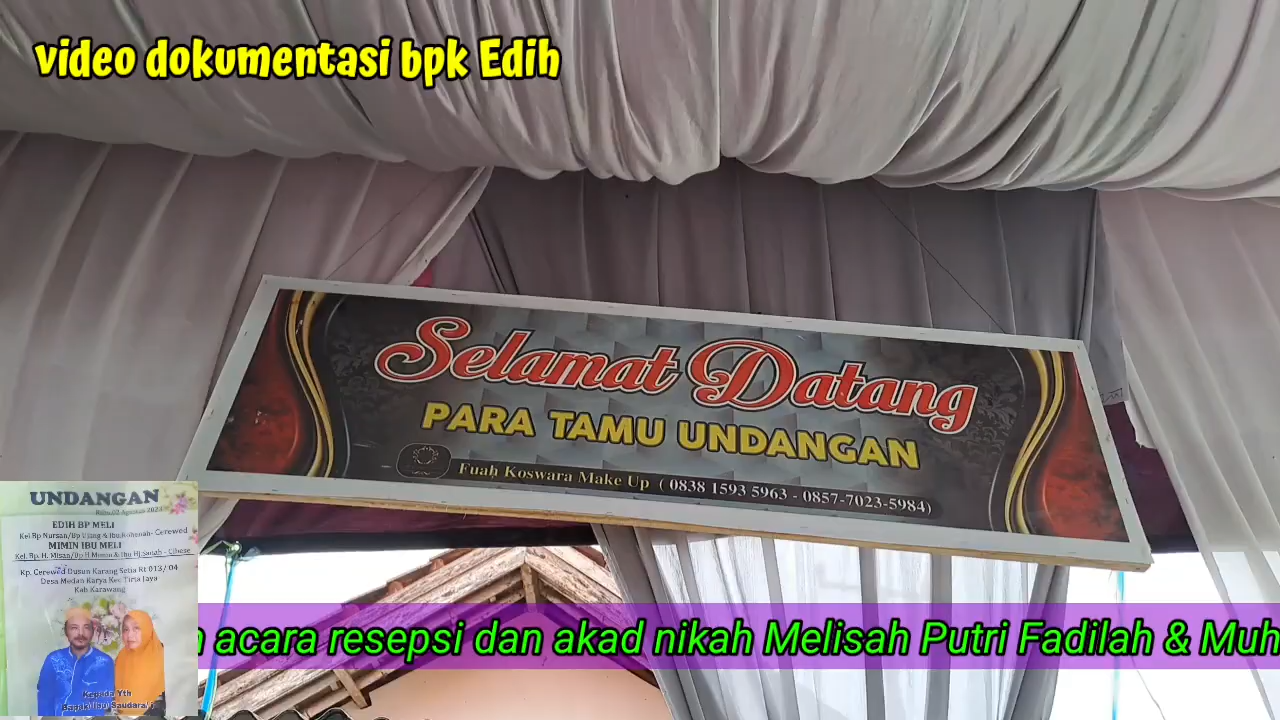 video dokumentasi bpk Edih
Selamat Datang
PARA TAMU UNDANGAN
Fuah Koswara Make Up ( 0838 1593 5963 - 0857-7023-5984)
UNDANGAN
EDIH BP MELI
MIMIN IBU MELI
Kp. Cerewed Dusun Karang Setia Rt 013/04
Desa Medan Karya Kec Tirta Jaya
Kab Karawang
Kepada Yth
acara resepsi dan akad nikah Melisah Putri Fadilah & Muh